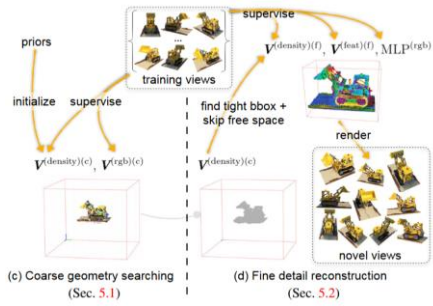 supervise
priors
...
training views
V(density)(f), V(feat)(f), MLP(rgb)
initialize
supervise
find tight bbox +
skip free space
render
V(density)(c), V(rgb)(c)
V(density)(c)
novel views
(c) Coarse geometry searching
(Sec. 5.1)
(d) Fine detail reconstruction
(Sec. 5.2)